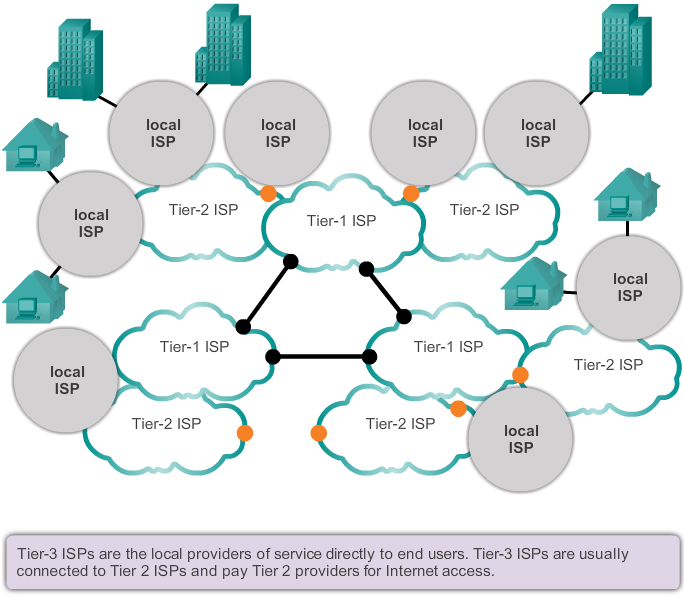 local
ISP
local
ISP
local
ISP
local
ISP
local
ISP
Tier-2 ISP
Tier-1 ISP
Tier-2 ISP
local
ISP
Tier-1 ISP
Tier-1 ISP
Tier-2 ISP
local
ISP
Tier-2 ISP
Tier-2 ISP
local
ISP
Tier-3 ISPs are the local providers of service directly to end users. Tier-3 ISPs are usually
connected to Tier 2 ISPs and pay Tier 2 providers for Internet access.